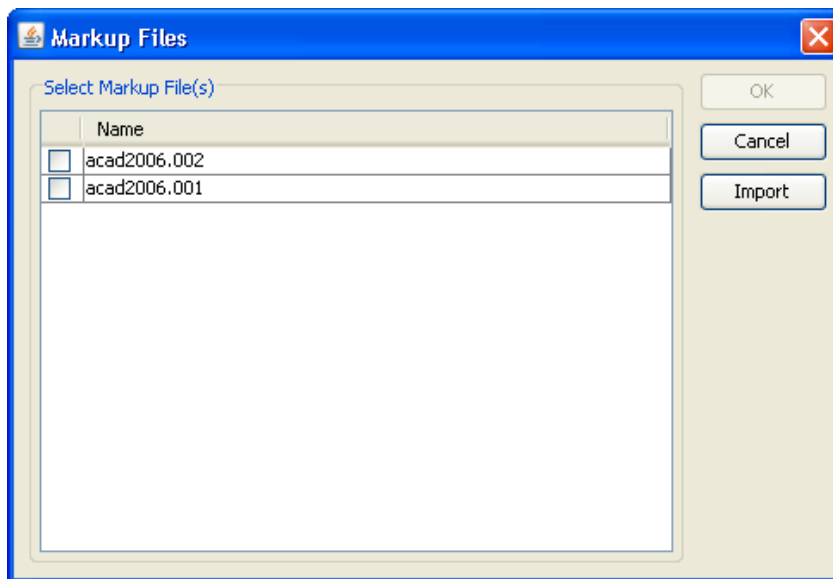 Markup Files
Select Markup File(s)
OK
Name
Cancel
acad2006.002
acad2006.001
Import